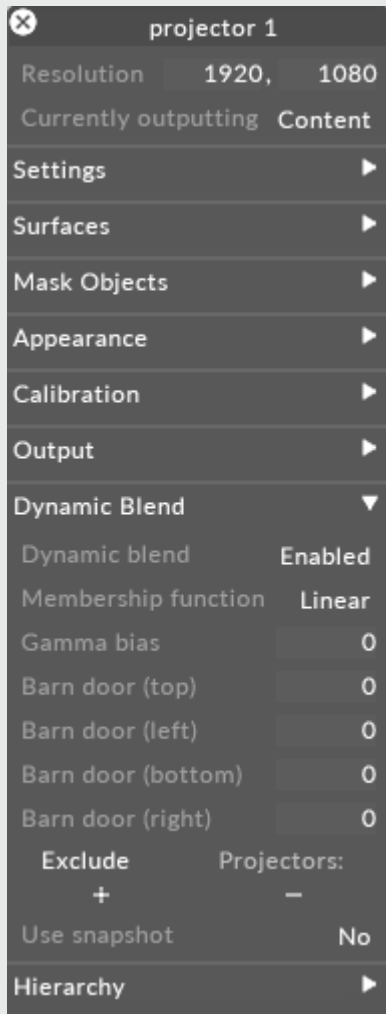 projector 1
Resolution 1920, 1080
Currently outputting Content
Settings
Surfaces
Mask Objects
Appearance
Calibration
Output
Dynamic Blend
Dynamic blend Enabled
Membership function Linear
Gamma bias 0
Barn door (top) 0
Barn door (left) 0
Barn door (bottom) 0
Barn door (right) 0
Exclude Projectors:
+ −
Use snapshot No
Hierarchy